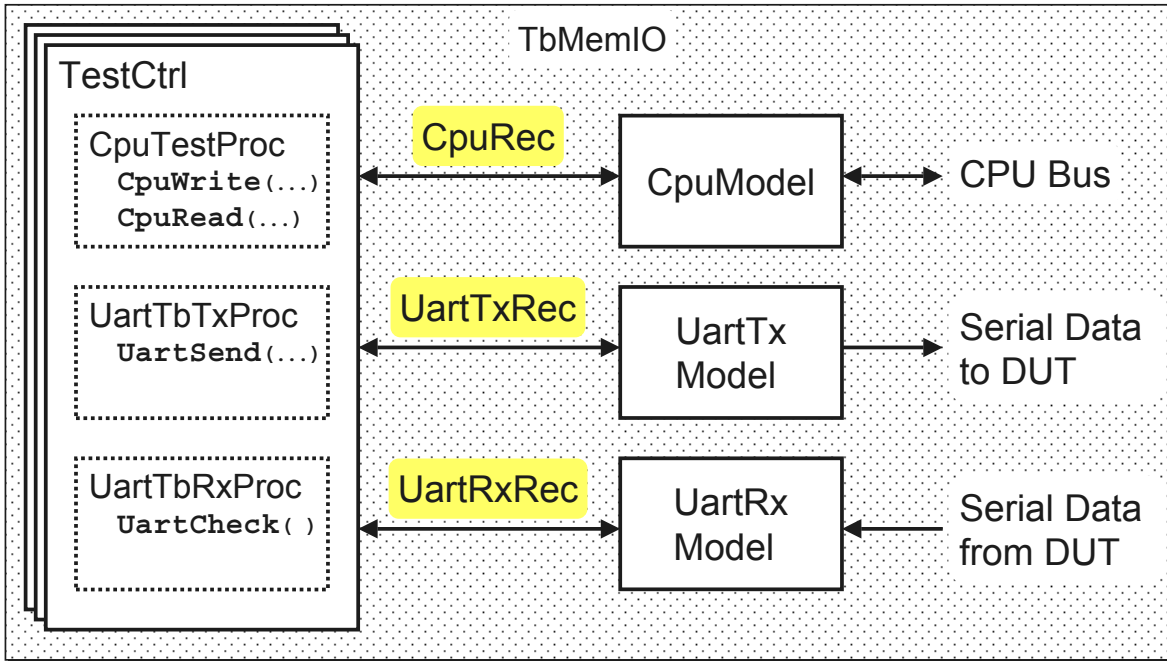 TbMemIO
TestCtrl
CpuTestProc
CpuWrite(...)
CpuRead(...)
CpuRec
CpuModel
CPU Bus
UartTbTxProc
UartSend(...)
UartTxRec
UartTx
Model
Serial Data
to DUT
UartTbRxProc
UartCheck( )
UartRxRec
UartRx
Model
Serial Data
from DUT